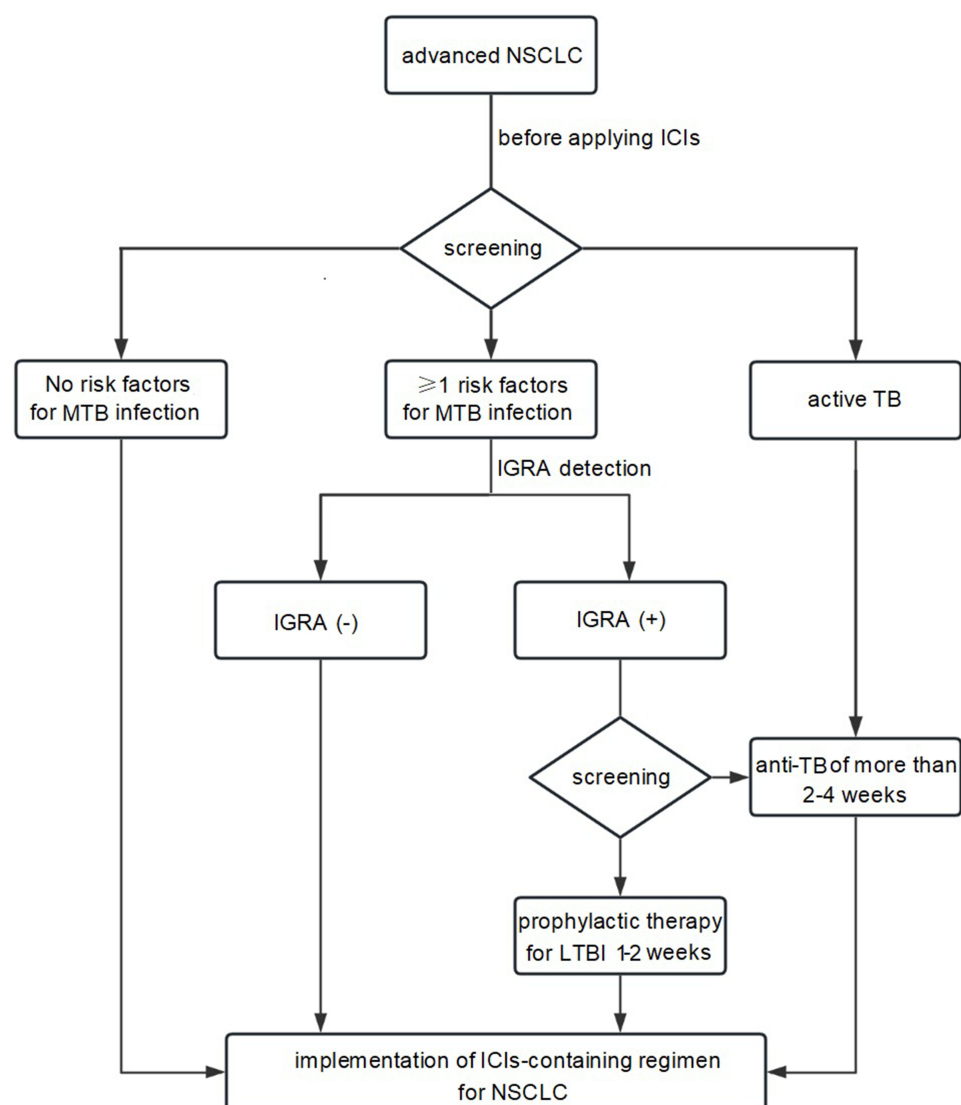 advanced NSCLC
before applying ICIs
screening
No risk factors
for MTB infection
≥1 risk factors
for MTB infection
active TB
IGRA detection
IGRA (-)
IGRA (+)
screening
anti-TB of more than
2-4 weeks
prophylactic therapy
for LTBI 1-2 weeks
implementation of ICIs-containing regimen
for NSCLC